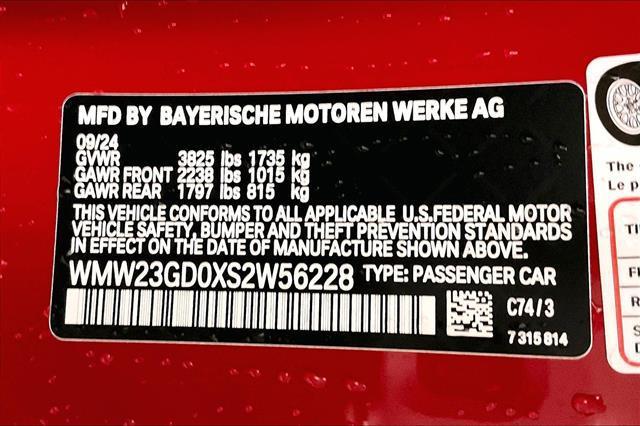 MFD BY BAYERISCHE MOTOREN WERKE AG
09/24
GVWR 3825 lbs 1735 kg
GAWR FRONT 2238 lbs 1015 kg
GAWR REAR 1797 lbs 815 kg
THIS VEHICLE CONFORMS TO ALL APPLICABLE U.S.FEDERAL MOTOR
VEHICLE SAFETY, BUMPER AND THEFT PREVENTION STANDARDS
IN EFFECT ON THE DATE OF MANUFACTURE SHOWN ABOVE.
WMW23GD0XS2W56228 TYPE: PASSENGER CAR
C74/3
7315814
The
Le p